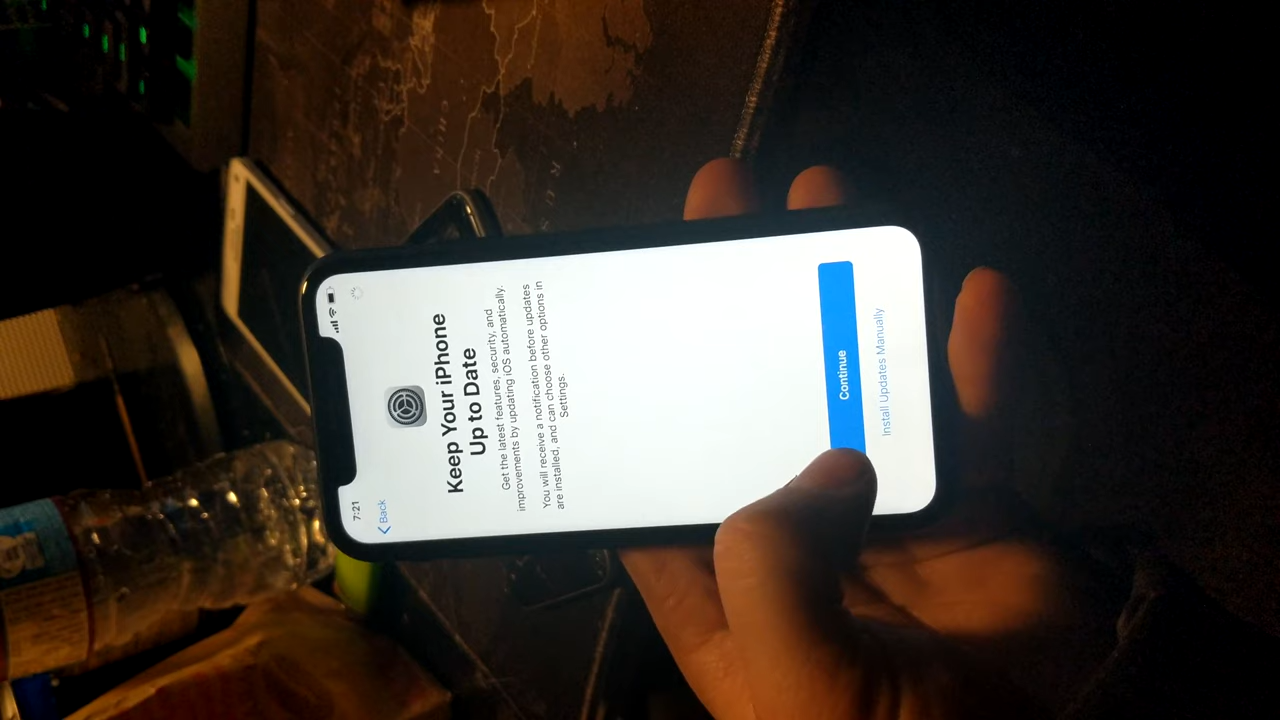 7:21
Back
Keep Your iPhone
Up to Date
Get the latest features, security, and
improvements by updating iOS automatically.
You will receive a notification before updates
are installed, and can choose other options in
Settings.
Continue
Install Updates Manually